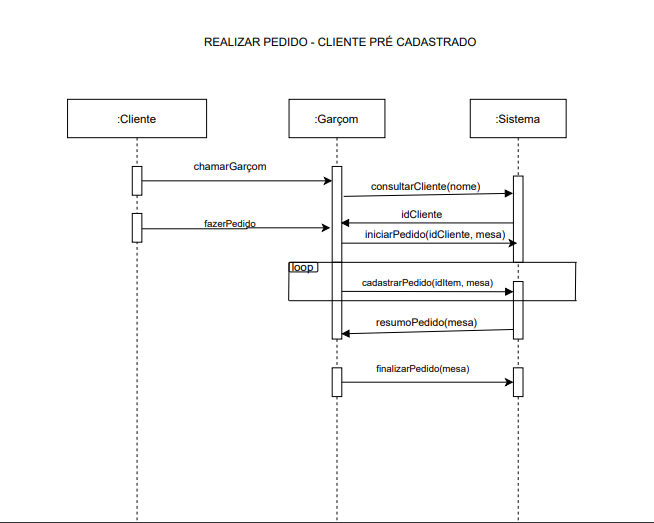 REALIZAR PEDIDO - CLIENTE PRÉ CADASTRADO
:Cliente
:Garçom
:Sistema
chamarGarçom
consultarCliente(nome)
idCliente
fazerPedido
iniciarPedido(idCliente, mesa)
loop
cadastrarPedido(idItem, mesa)
resumoPedido(mesa)
finalizarPedido(mesa)